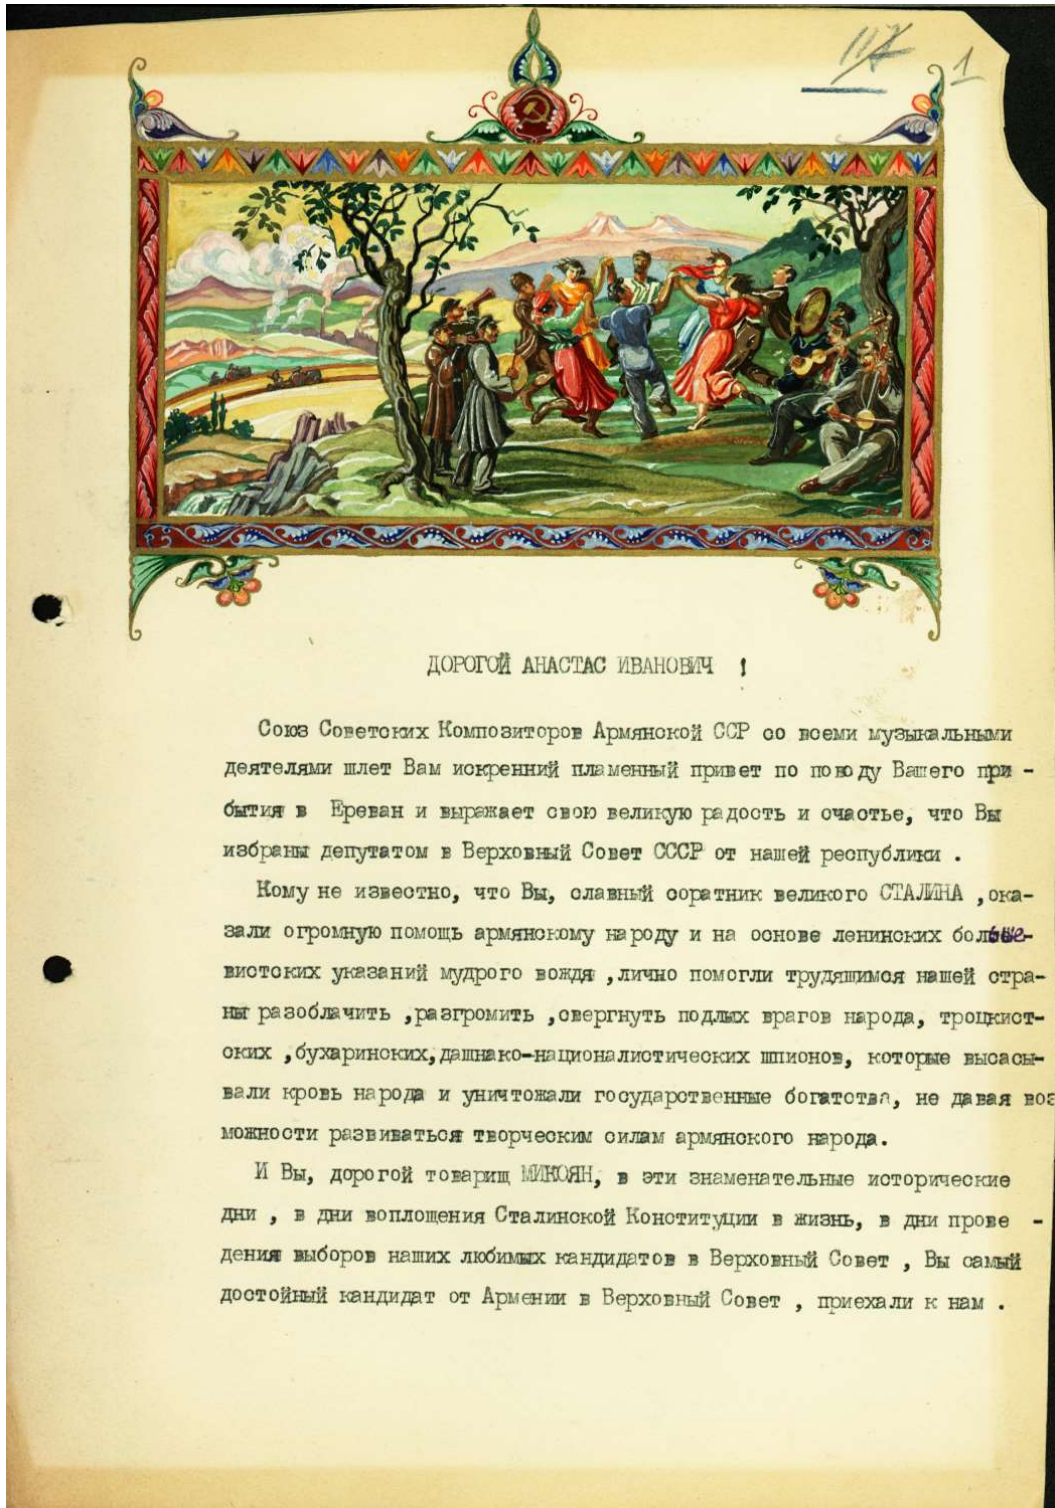 117 1
ДОРОГОЙ АНАСТАС ИВАНОВИЧ !
Союз Советских Композиторов Армянской ССР со всеми музыкальными
деятелями шлет Вам искренний пламенный привет по поводу Вашего при -
бытия в Ереван и выражает свою великую радость и счастье, что Вы
избраны депутатом в Верховный Совет СССР от нашей республики .
Кому не известно, что Вы, славный соратник великого СТАЛИНА ,ока-
зали огромную помощь армянскому народу и на основе ленинских больше-
вистских указаний мудрого вождя ,лично помогли трудящимся нашей стра-
ны разоблачить ,разгромить ,свергнуть подлых врагов народа, троцкист-
ских ,бухаринских,дашнако-националистических шпионов, которые высасы-
вали кровь народа и уничтожали государственные богатства, не давая воз
можности развиваться творческим силам армянского народа.
И Вы, дорогой товарищ МИКОЯН, в эти знаменательные исторические
дни , в дни воплощения Сталинской Конституции в жизнь, в дни прове -
дения выборов наших любимых кандидатов в Верховный Совет , Вы самый
достойный кандидат от Армении в Верховный Совет , приехали к нам .